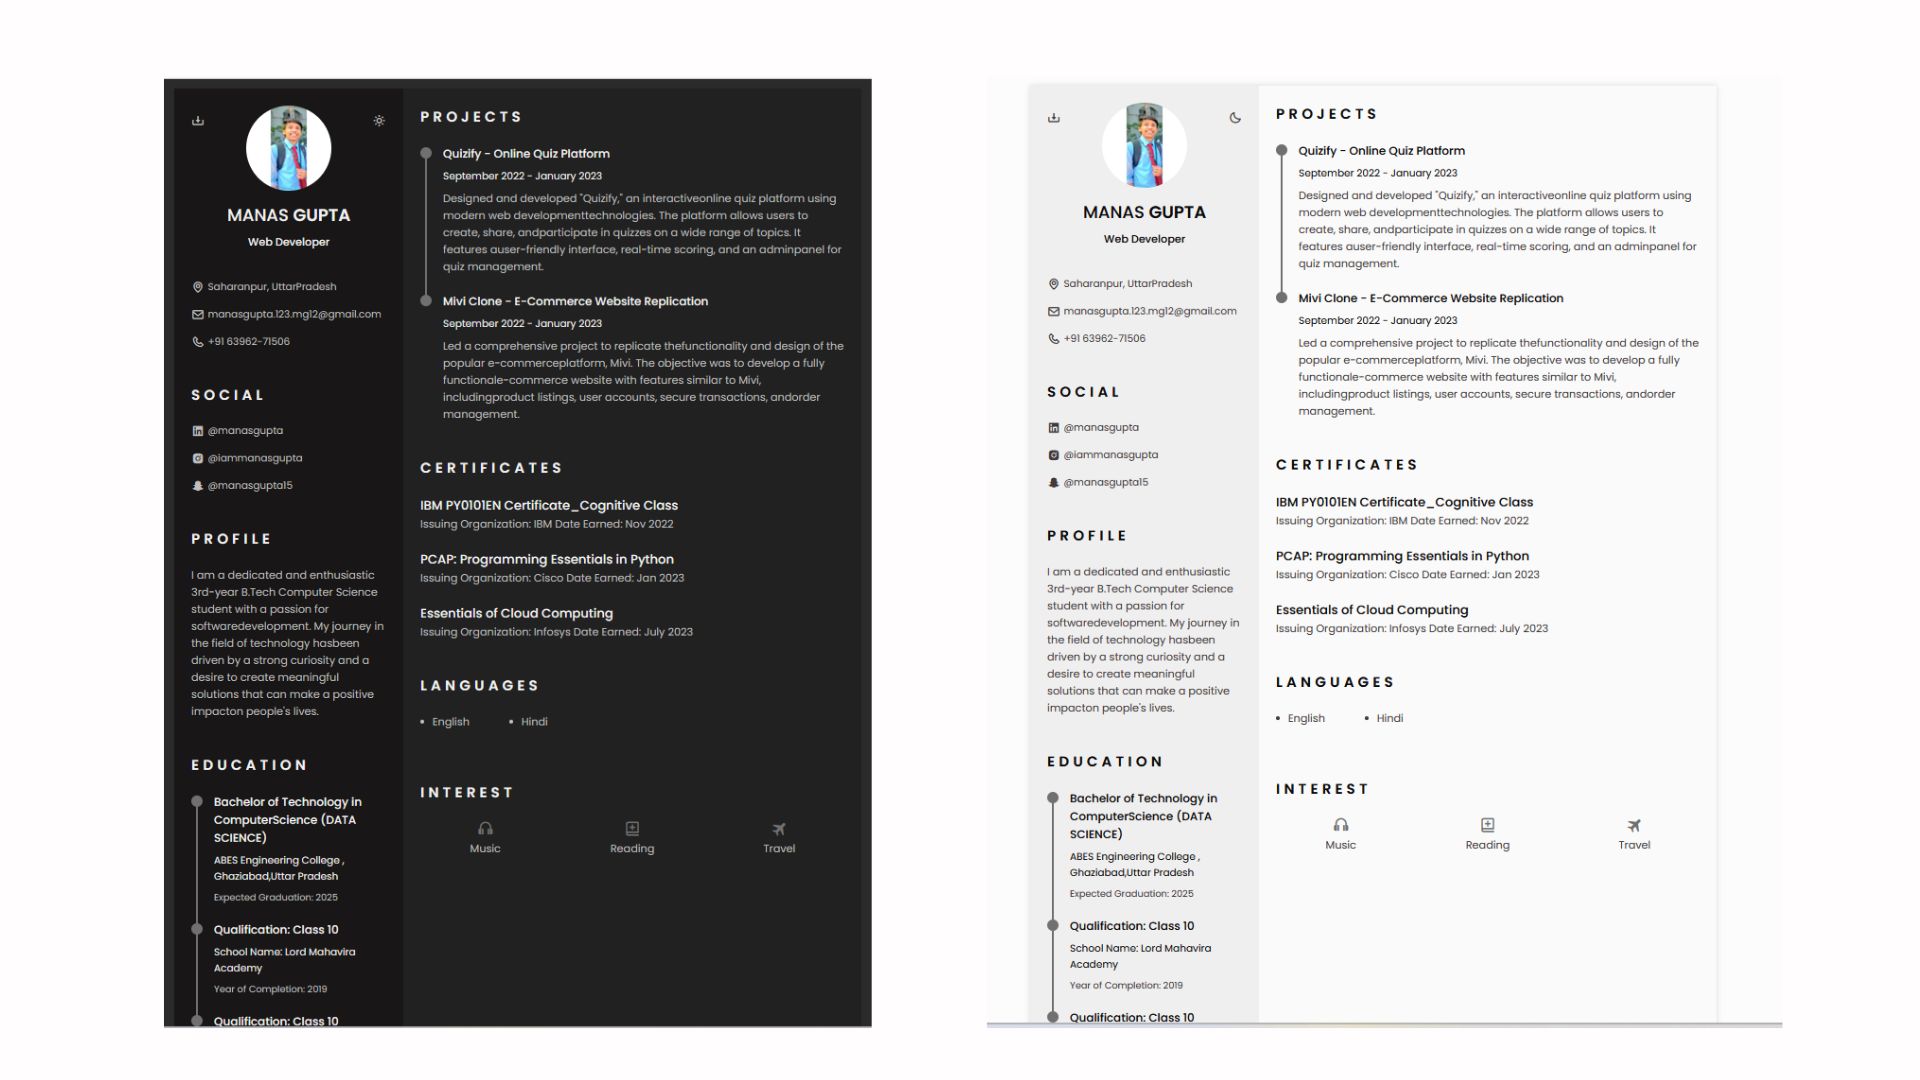 MANAS GUPTA
Web Developer
Saharanpur, UttarPradesh
manasgupta.123.mg12@gmail.com
+91 63962-71506
SOCIAL
@manasgupta
@iammanasgupta
@manasgupta15
PROFILE
I am a dedicated and enthusiastic
3rd-year B.Tech Computer Science
student with a passion for
softwaredevelopment. My journey in
the field of technology hasbeen
driven by a strong curiosity and a
desire to create meaningful
solutions that can make a positive
impacton people's lives.
EDUCATION
Bachelor of Technology in
ComputerScience (DATA
SCIENCE)
ABES Engineering College ,
Ghaziabad,Uttar Pradesh
Expected Graduation: 2025
Qualification: Class 10
School Name: Lord Mahavira
Academy
Year of Completion: 2019
Qualification: Class 10
PROJECTS
Quizify - Online Quiz Platform
September 2022 - January 2023
Designed and developed "Quizify," an interactiveonline quiz platform using
modern web developmenttechnologies. The platform allows users to
create, share, andparticipate in quizzes on a wide range of topics. It
features auser-friendly interface, real-time scoring, and an adminpanel for
quiz management.
Mivi Clone - E-Commerce Website Replication
September 2022 - January 2023
Led a comprehensive project to replicate thefunctionality and design of the
popular e-commerceplatform, Mivi. The objective was to develop a fully
functionale-commerce website with features similar to Mivi,
includingproduct listings, user accounts, secure transactions, andorder
management.
CERTIFICATES
IBM PY0101EN Certificate_Cognitive Class
Issuing Organization: IBM Date Earned: Nov 2022
PCAP: Programming Essentials in Python
Issuing Organization: Cisco Date Earned: Jan 2023
Essentials of Cloud Computing
Issuing Organization: Infosys Date Earned: July 2023
LANGUAGES
• English • Hindi
INTEREST
Music Reading Travel
MANAS GUPTA
Web Developer
Saharanpur, UttarPradesh
manasgupta.123.mg12@gmail.com
+91 63962-71506
SOCIAL
@manasgupta
@iammanasgupta
@manasgupta15
PROFILE
I am a dedicated and enthusiastic
3rd-year B.Tech Computer Science
student with a passion for
softwaredevelopment. My journey in
the field of technology hasbeen
driven by a strong curiosity and a
desire to create meaningful
solutions that can make a positive
impacton people's lives.
EDUCATION
Bachelor of Technology in
ComputerScience (DATA
SCIENCE)
ABES Engineering College ,
Ghaziabad,Uttar Pradesh
Expected Graduation: 2025
Qualification: Class 10
School Name: Lord Mahavira
Academy
Year of Completion: 2019
Qualification: Class 10
PROJECTS
Quizify - Online Quiz Platform
September 2022 - January 2023
Designed and developed "Quizify," an interactiveonline quiz platform using
modern web developmenttechnologies. The platform allows users to
create, share, andparticipate in quizzes on a wide range of topics. It
features auser-friendly interface, real-time scoring, and an adminpanel for
quiz management.
Mivi Clone - E-Commerce Website Replication
September 2022 - January 2023
Led a comprehensive project to replicate thefunctionality and design of the
popular e-commerceplatform, Mivi. The objective was to develop a fully
functionale-commerce website with features similar to Mivi,
includingproduct listings, user accounts, secure transactions, andorder
management.
CERTIFICATES
IBM PY0101EN Certificate_Cognitive Class
Issuing Organization: IBM Date Earned: Nov 2022
PCAP: Programming Essentials in Python
Issuing Organization: Cisco Date Earned: Jan 2023
Essentials of Cloud Computing
Issuing Organization: Infosys Date Earned: July 2023
LANGUAGES
• English • Hindi
INTEREST
Music Reading Travel